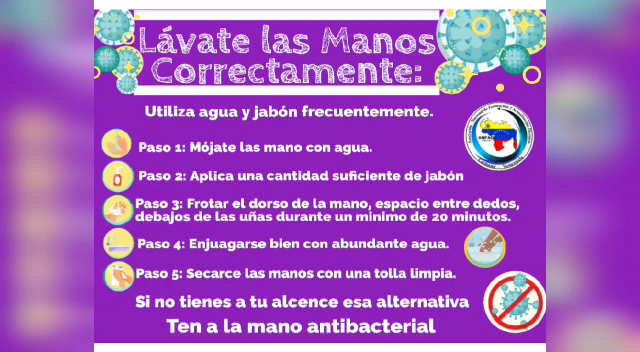 Lávate las Manos
Correctamente:
Utiliza agua y jabón frecuentemente.
Paso 1: Mójate las mano con agua.
Paso 2: Aplica una cantidad suficiente de jabón
Paso 3: Frotar el dorso de la mano, espacio entre dedos,
debajos de las uñas durante un minimo de 20 minutos.
Paso 4: Enjuagarse bien con abundante agua.
Paso 5: Secarce las manos con una tolla limpia.
Si no tienes a tu alcence esa alternativa
Ten a la mano antibacterial